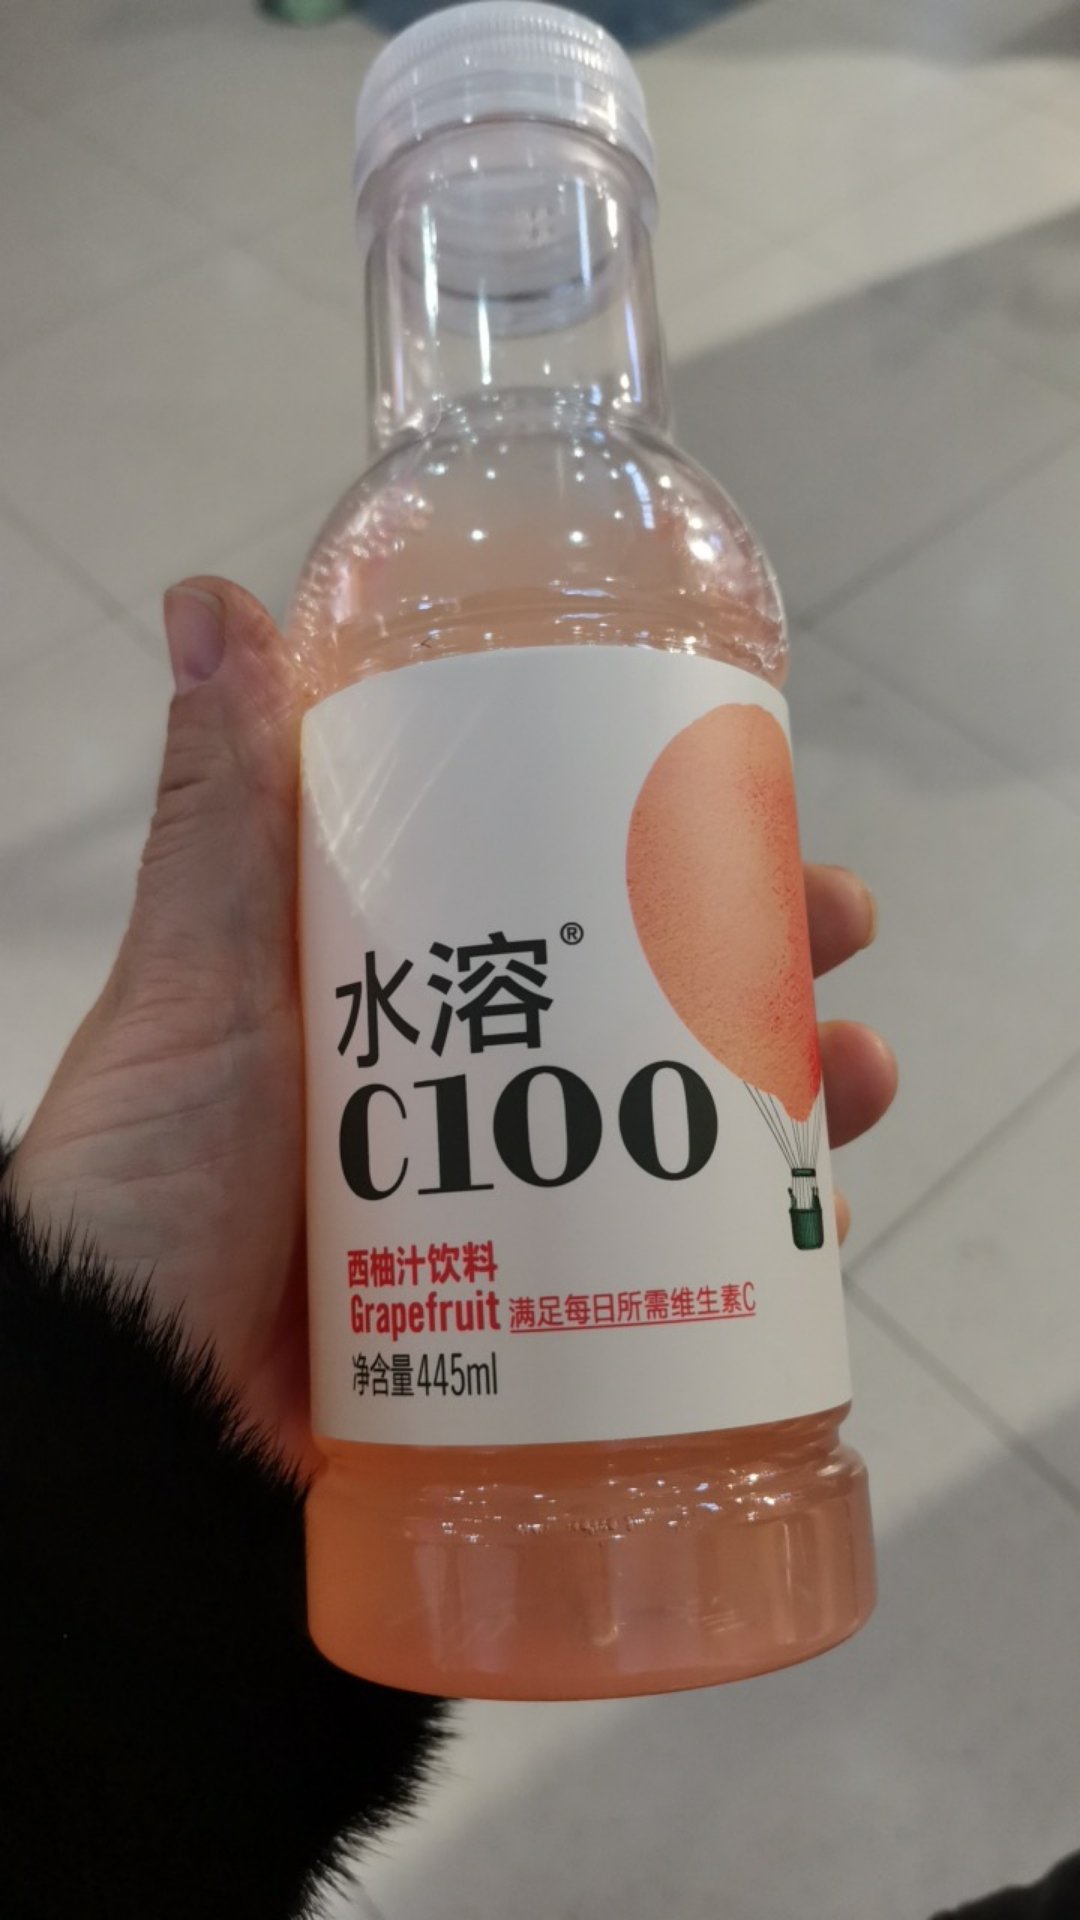 水溶®
C100
西柚汁饮料
Grapefruit 满足每日所需维生素C
净含量445ml